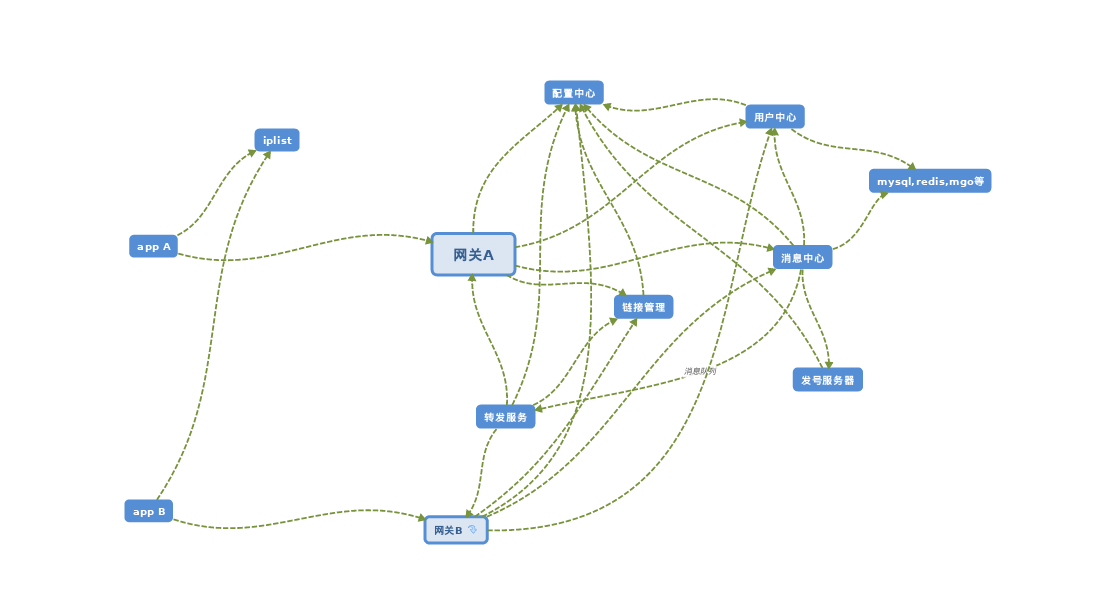 配置中心
用户中心
iplist
mysql,redis,mgo等
app A
网关A
消息中心
链接管理
消息队列
发号服务器
转发服务
app B
网关B